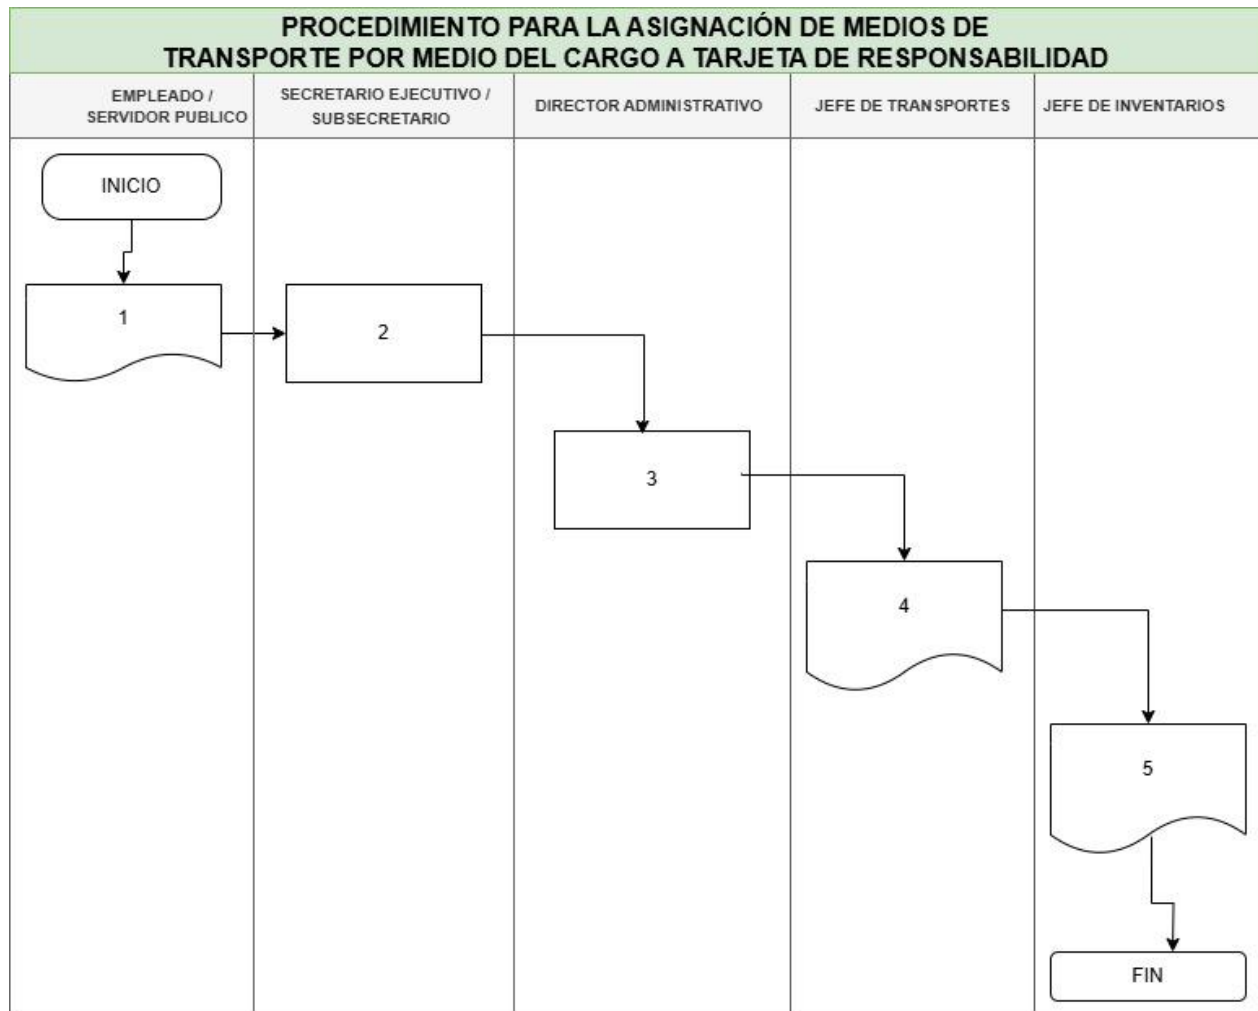 PROCEDIMIENTO PARA LA ASIGNACIÓN DE MEDIOS DE
TRANSPORTE POR MEDIO DEL CARGO A TARJETA DE RESPONSABILIDAD
EMPLEADO /
SERVIDOR PUBLICO
SECRETARIO EJECUTIVO /
SUBSECRETARIO
DIRECTOR ADMINISTRATIVO
JEFE DE TRANSPORTES
JEFE DE INVENTARIOS
INICIO
1
2
3
4
5
FIN